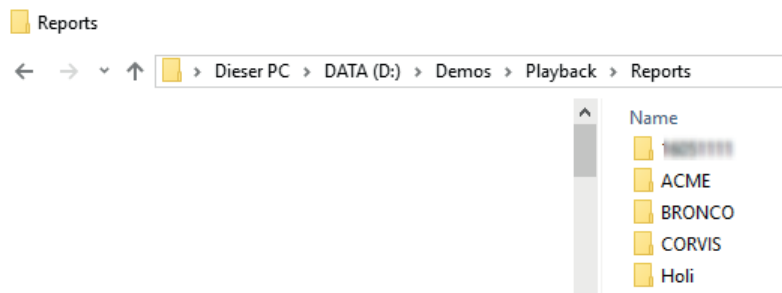 Reports
Dieser PC > DATA (D:) > Demos > Playback > Reports
Name
ACME
BRONCO
CORVIS
Holi